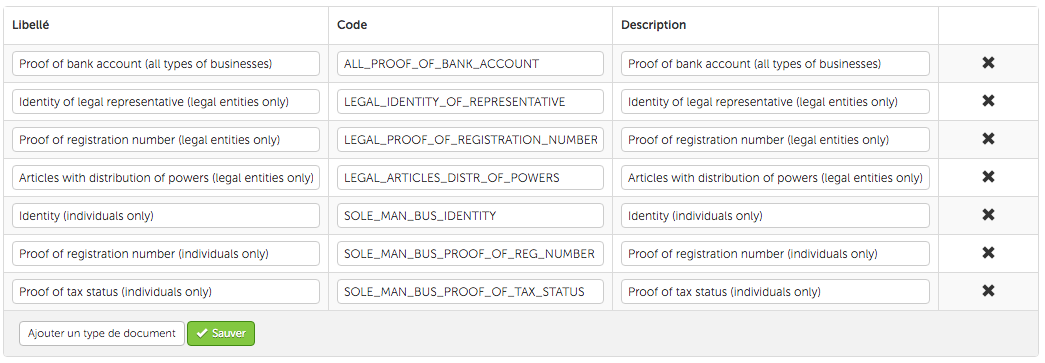 Libellé Code Description
Proof of bank account (all types of businesses) ALL_PROOF_OF_BANK_ACCOUNT Proof of bank account (all types of businesses)
Identity of legal representative (legal entities only) LEGAL_IDENTITY_OF_REPRESENTATIVE Identity of legal representative (legal entities only)
Proof of registration number (legal entities only) LEGAL_PROOF_OF_REGISTRATION_NUMBER Proof of registration number (legal entities only)
Articles with distribution of powers (legal entities only) LEGAL_ARTICLES_DISTR_OF_POWERS Articles with distribution of powers (legal entities only)
Identity (individuals only) SOLE_MAN_BUS_IDENTITY Identity (individuals only)
Proof of registration number (individuals only) SOLE_MAN_BUS_PROOF_OF_REG_NUMBER Proof of registration number (individuals only)
Proof of tax status (individuals only) SOLE_MAN_BUS_PROOF_OF_TAX_STATUS Proof of tax status (individuals only)
Ajouter un type de document Sauver